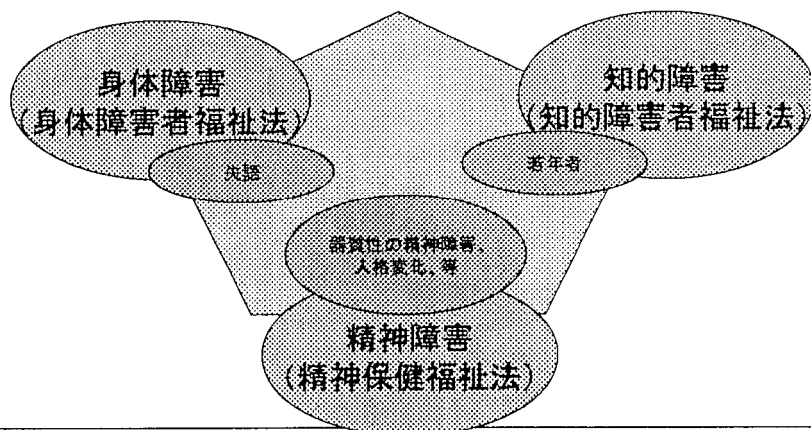 身体障害
(身体障害者福祉法)
知的障害
(知的障害者福祉法)
失語
若年者
器質性の精神障害、
人格変化、等
精神障害
(精神保健福祉法)